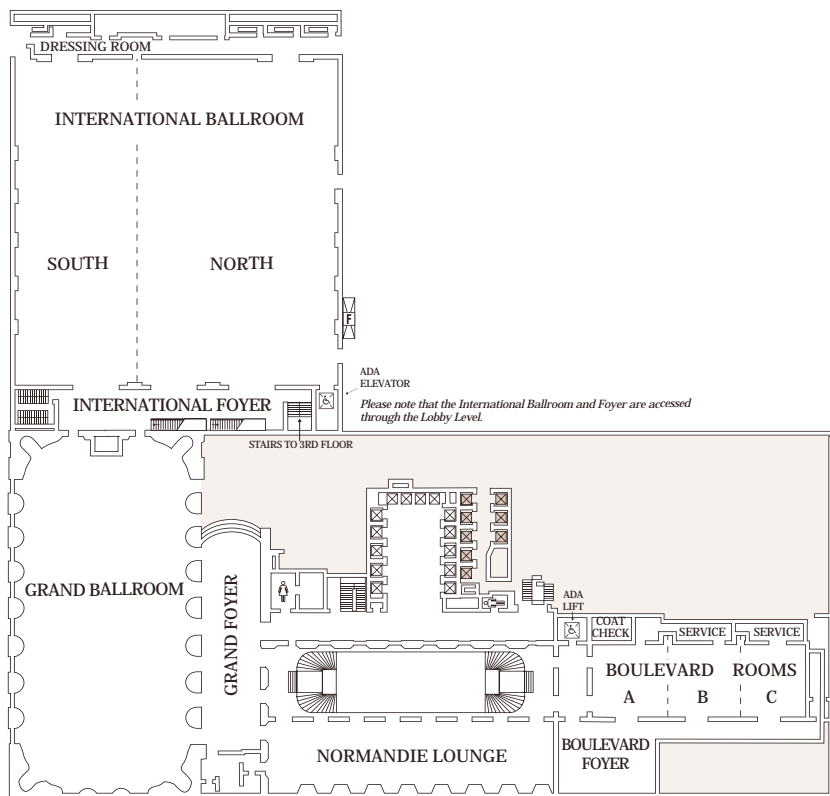 DRESSING ROOM
INTERNATIONAL BALLROOM
SOUTH
NORTH
F
ADA
ELEVATOR
Please note that the International Ballroom and Foyer are accessed
through the Lobby Level.
INTERNATIONAL FOYER
STAIRS TO 3RD FLOOR
GRAND BALLROOM
GRAND FOYER
ADA
LIFT
COAT
CHECK
SERVICE
SERVICE
BOULEVARD ROOMS
A B C
NORMANDIE LOUNGE
BOULEVARD
FOYER